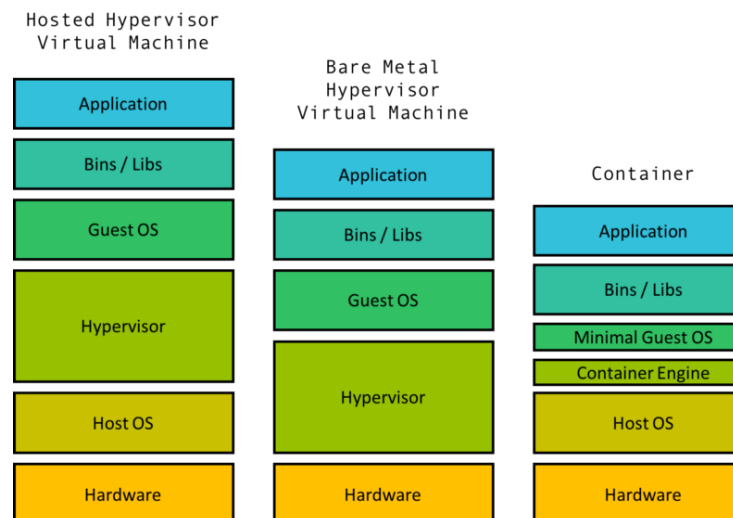 Hosted Hypervisor
Virtual Machine
Application
Bins / Libs
Guest OS
Hypervisor
Host OS
Hardware
Bare Metal
Hypervisor
Virtual Machine
Application
Bins / Libs
Guest OS
Hypervisor
Hardware
Container
Application
Bins / Libs
Minimal Guest OS
Container Engine
Host OS
Hardware